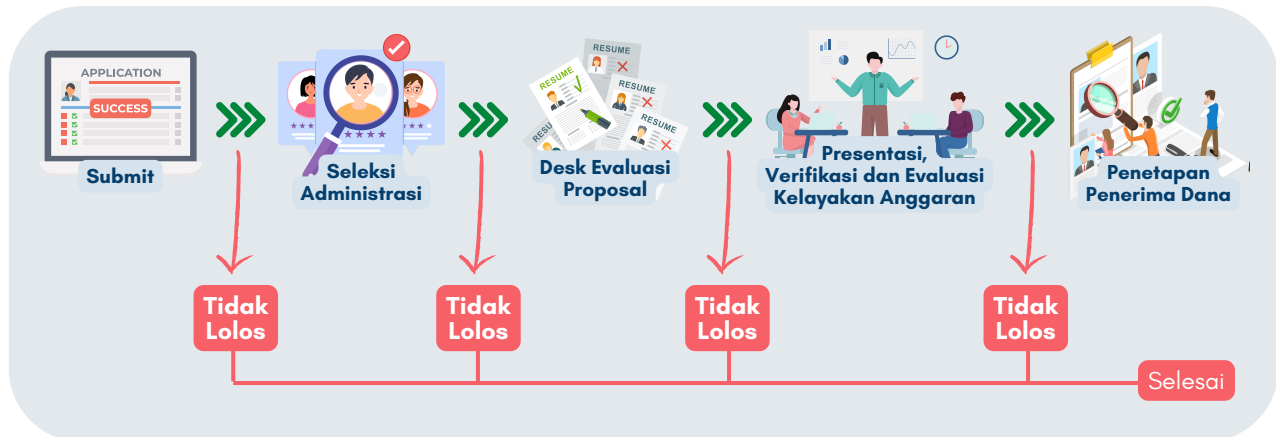 APPLICATION
SUCCESS
Submit
Seleksi
Administrasi
RESUME
RESUME
RESUME
RESUME
Desk Evaluasi
Proposal
Presentasi,
Verifikasi dan Evaluasi
Kelayakan Anggaran
Penetapan
Penerima Dana
Tidak
Lolos
Tidak
Lolos
Tidak
Lolos
Tidak
Lolos
Selesai